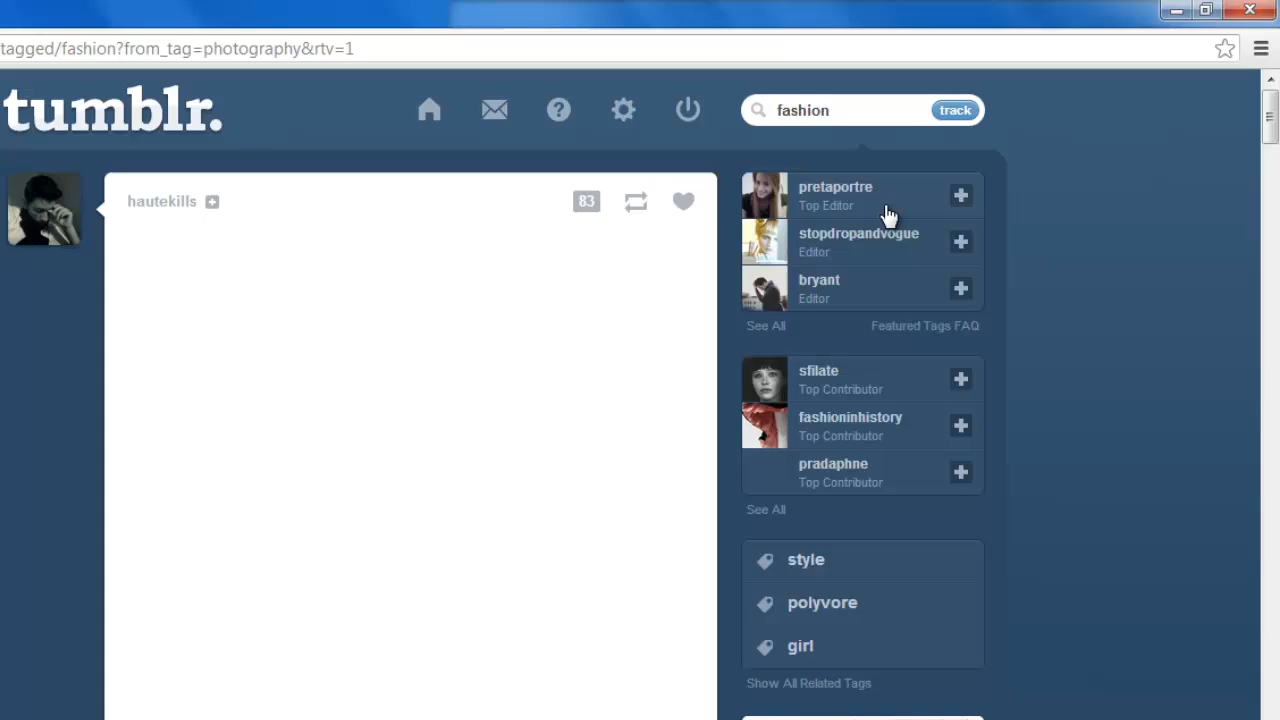 tagged/fashion?from_tag=photography&rtv=1
tumblr.
fashion
track
hautekills
83
pretaportre
Top Editor
stopdropandvogue
Editor
bryant
Editor
See All
Featured Tags FAQ
sfilate
Top Contributor
fashioninhistory
Top Contributor
pradaphne
Top Contributor
See All
style
polyvore
girl
Show All Related Tags